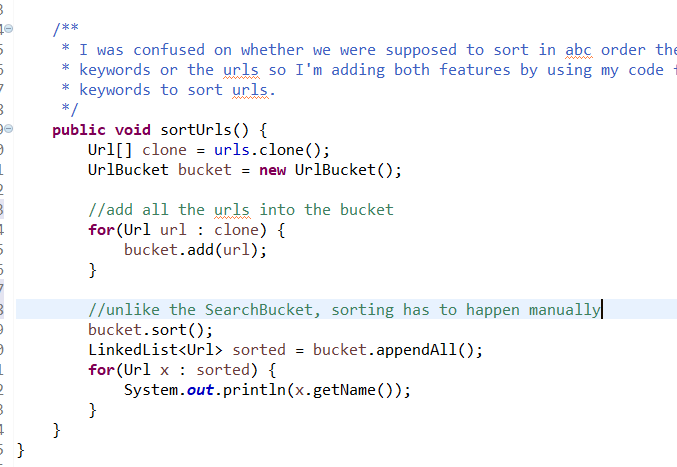 /**
* I was confused on whether we were supposed to sort in abc order the
* keywords or the urls so I'm adding both features by using my code
* keywords to sort urls.
*/
public void sortUrls() {
Url[] clone = urls.clone();
UrlBucket bucket = new UrlBucket();
//add all the urls into the bucket
for(Url url : clone) {
bucket.add(url);
}
//unlike the SearchBucket, sorting has to happen manually
bucket.sort();
LinkedList<Url> sorted = bucket.appendAll();
for(Url x : sorted) {
System.out.println(x.getName());
}
}
}